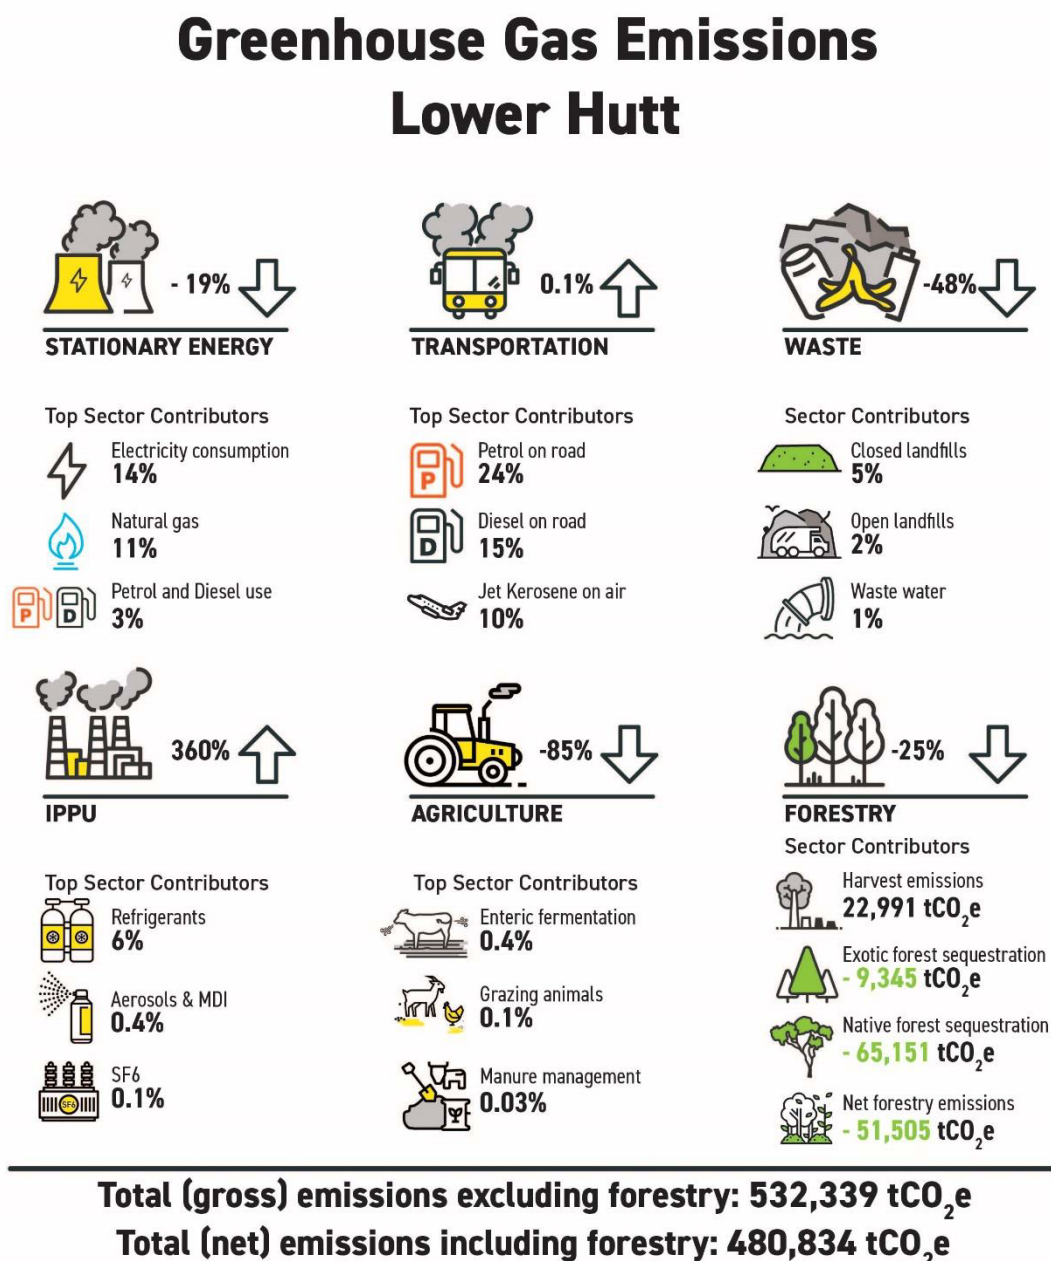 Greenhouse Gas Emissions
Lower Hutt
- 19%
STATIONARY ENERGY
Top Sector Contributors
Electricity consumption
14%
Natural gas
11%
P
D
Petrol and Diesel use
3%
0.1%
TRANSPORTATION
Top Sector Contributors
P
Petrol on road
24%
D
Diesel on road
15%
Jet Kerosene on air
10%
-48%
WASTE
Sector Contributors
Closed landfills
5%
Open landfills
2%
Waste water
1%
360%
IPPU
Top Sector Contributors
Refrigerants
6%
Aerosols & MDI
0.4%
SF6
SF6
0.1%
-85%
AGRICULTURE
Top Sector Contributors
Enteric fermentation
0.4%
Grazing animals
0.1%
Manure management
0.03%
-25%
FORESTRY
Sector Contributors
Harvest emissions
22,991 tCO₂e
Exotic forest sequestration
- 9,345 tCO₂e
Native forest sequestration
- 65,151 tCO₂e
Net forestry emissions
- 51,505 tCO₂e
Total (gross) emissions excluding forestry: 532,339 tCO₂e
Total (net) emissions including forestry: 480,834 tCO₂e